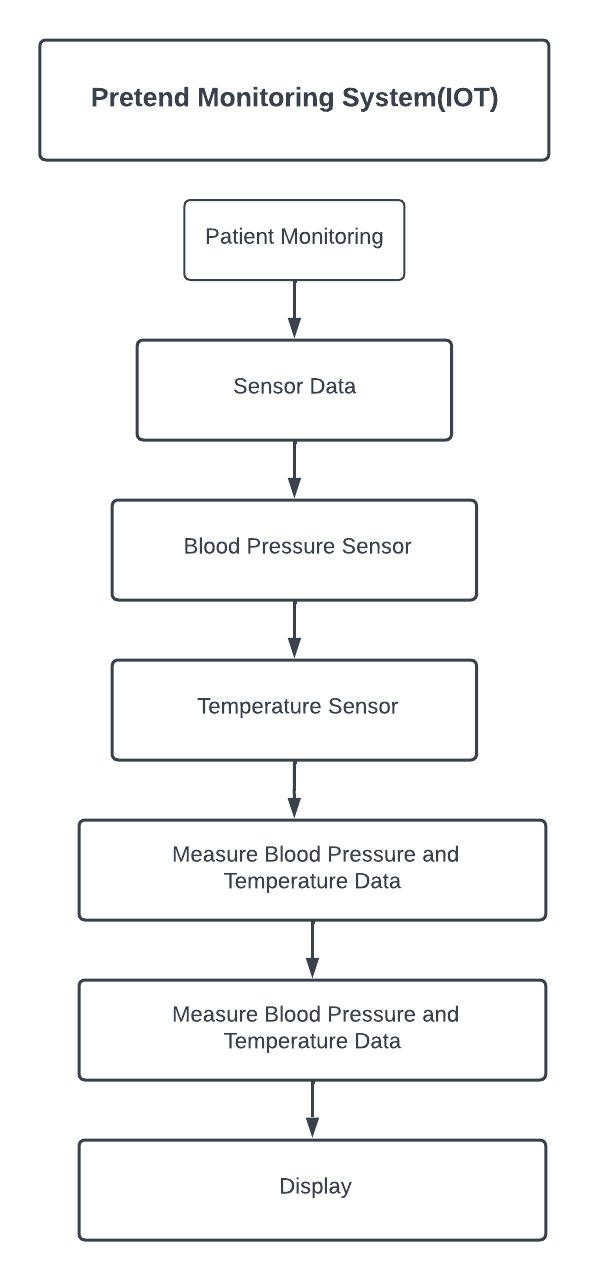 Pretend Monitoring System(IOT)
Patient Monitoring
Sensor Data
Blood Pressure Sensor
Temperature Sensor
Measure Blood Pressure and
Temperature Data
Measure Blood Pressure and
Temperature Data
Display